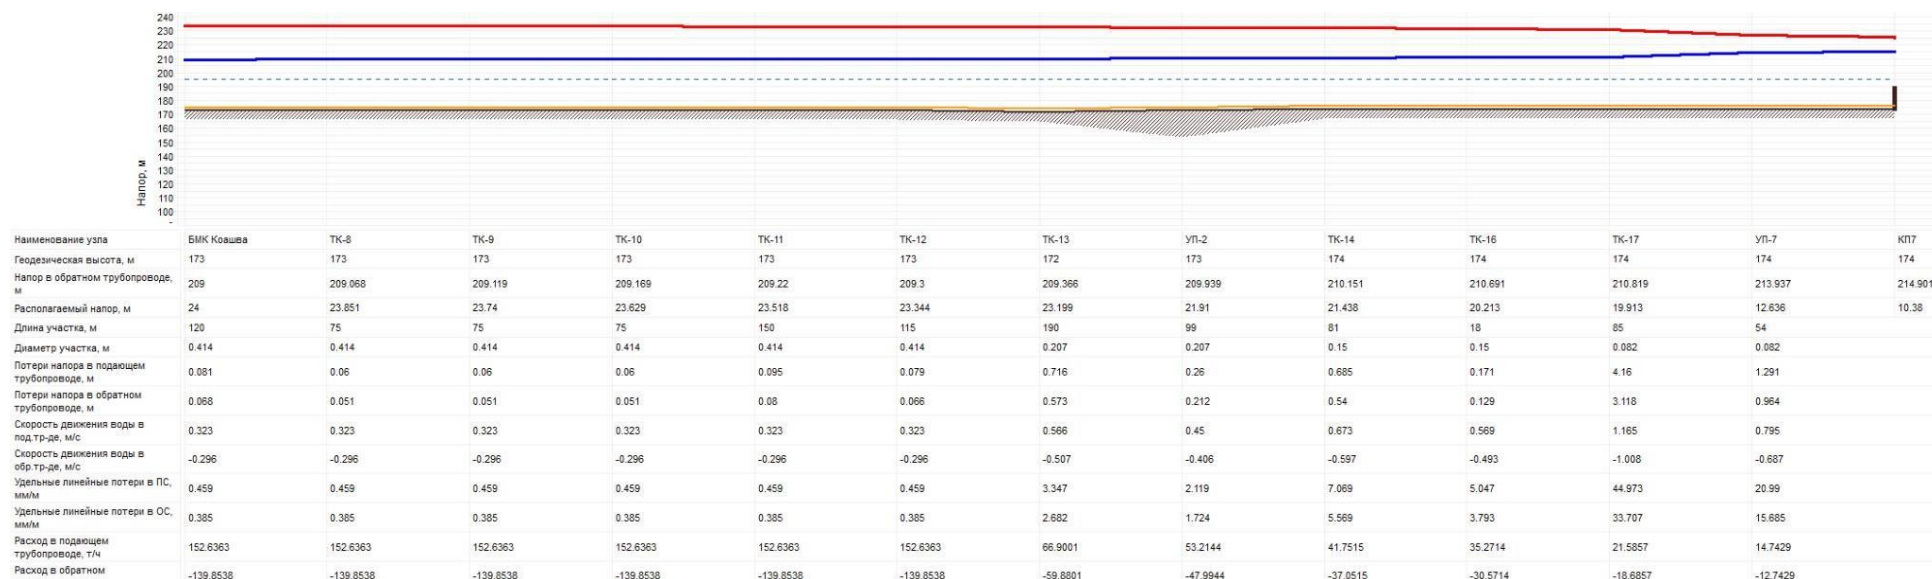 240
230
220
210
200
190
180
170
160
150
140
130
120
110
100
Напор, м
Наименование узла БМК Коашва ТК-8 ТК-9 ТК-10 ТК-11 ТК-12 ТК-13 УП-2 ТК-14 ТК-16 ТК-17 УП-7 КП7
Геодезическая высота, м 173 173 173 173 173 173 172 173 174 174 174 174 174
Напор в обратном трубопроводе,
м 209 209.068 209.119 209.169 209.22 209.3 209.366 209.939 210.151 210.691 210.819 213.937 214.901
Располагаемый напор, м 24 23.851 23.74 23.629 23.518 23.344 23.199 21.91 21.438 20.213 19.913 12.636 10.38
Длина участка, м 120 75 75 75 150 115 190 99 81 18 85 54
Диаметр участка, м 0.414 0.414 0.414 0.414 0.414 0.414 0.207 0.207 0.15 0.15 0.082 0.082
Потери напора в подающем
трубопроводе, м 0.081 0.06 0.06 0.06 0.095 0.079 0.716 0.26 0.685 0.171 4.16 1.291
Потери напора в обратном
трубопроводе, м 0.068 0.051 0.051 0.051 0.08 0.066 0.573 0.212 0.54 0.129 3.118 0.964
Скорость движения воды в
под.тр-де, м/с 0.323 0.323 0.323 0.323 0.323 0.323 0.566 0.45 0.673 0.569 1.165 0.795
Скорость движения воды в
обр.тр-де, м/с -0.296 -0.296 -0.296 -0.296 -0.296 -0.296 -0.507 -0.406 -0.597 -0.493 -1.008 -0.687
Удельные линейные потери в ПС,
мм/м 0.459 0.459 0.459 0.459 0.459 0.459 3.347 2.119 7.069 5.047 44.973 20.99
Удельные линейные потери в ОС,
мм/м 0.385 0.385 0.385 0.385 0.385 0.385 2.682 1.724 5.569 3.793 33.707 15.685
Расход в подающем
трубопроводе, т/ч 152.6363 152.6363 152.6363 152.6363 152.6363 152.6363 66.9001 53.2144 41.7515 35.2714 21.5857 14.7429
Расход в обратном -139.8538 -139.8538 -139.8538 -139.8538 -139.8538 -139.8538 -59.8801 -47.9944 -37.0515 -30.5714 -18.6857 -12.7429